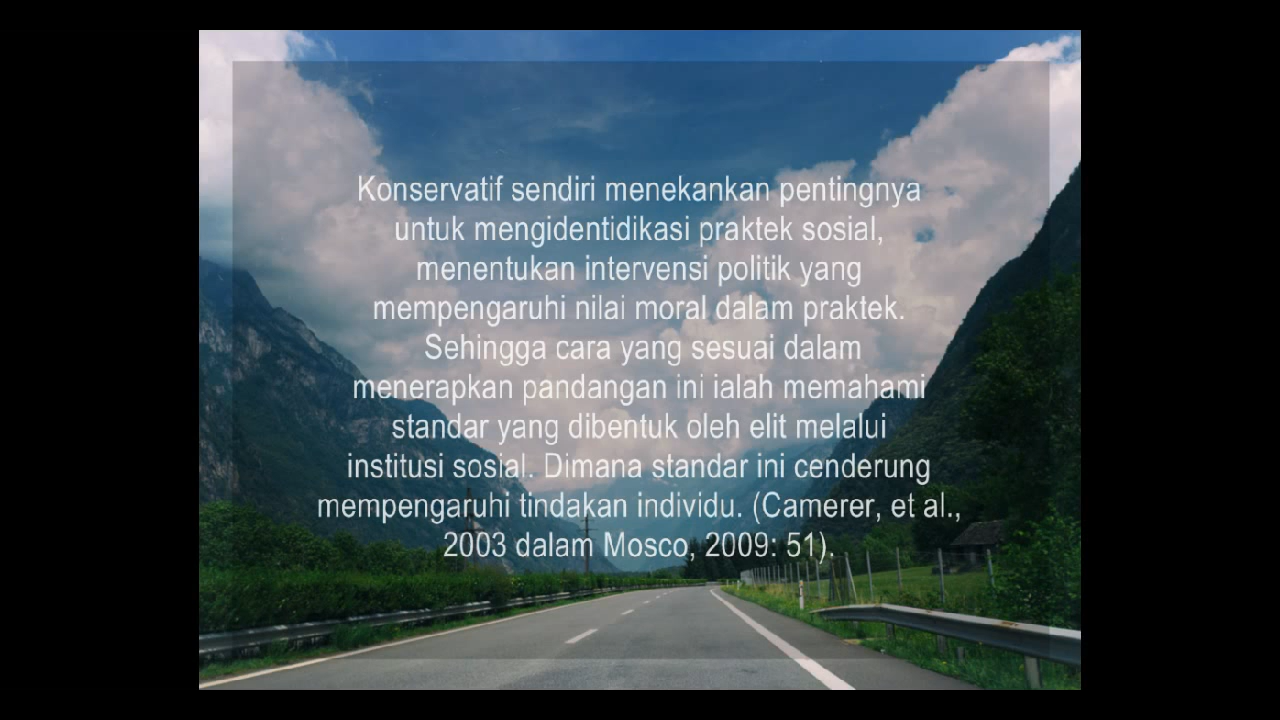 Konservatif sendiri menekankan pentingnya
untuk mengidentidikasi praktek sosial,
menentukan intervensi politik yang
mempengaruhi nilai moral dalam praktek.
Sehingga cara yang sesuai dalam
menerapkan pandangan ini ialah memahami
standar yang dibentuk oleh elit melalui
institusi sosial. Dimana standar ini cenderung
mempengaruhi tindakan individu. (Camerer, et al.,
2003 dalam Mosco, 2009: 51).